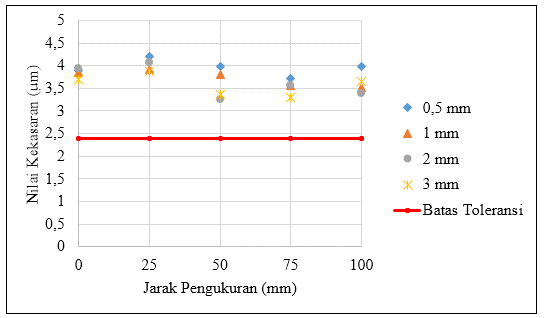 5
4,5
4
3,5
3
2,5
2
1,5
1
0,5
0
Nilai Kekasaran (µm)
0 25 50 75 100
Jarak Pengukuran (mm)
0,5 mm
1 mm
2 mm
3 mm
Batas Toleransi